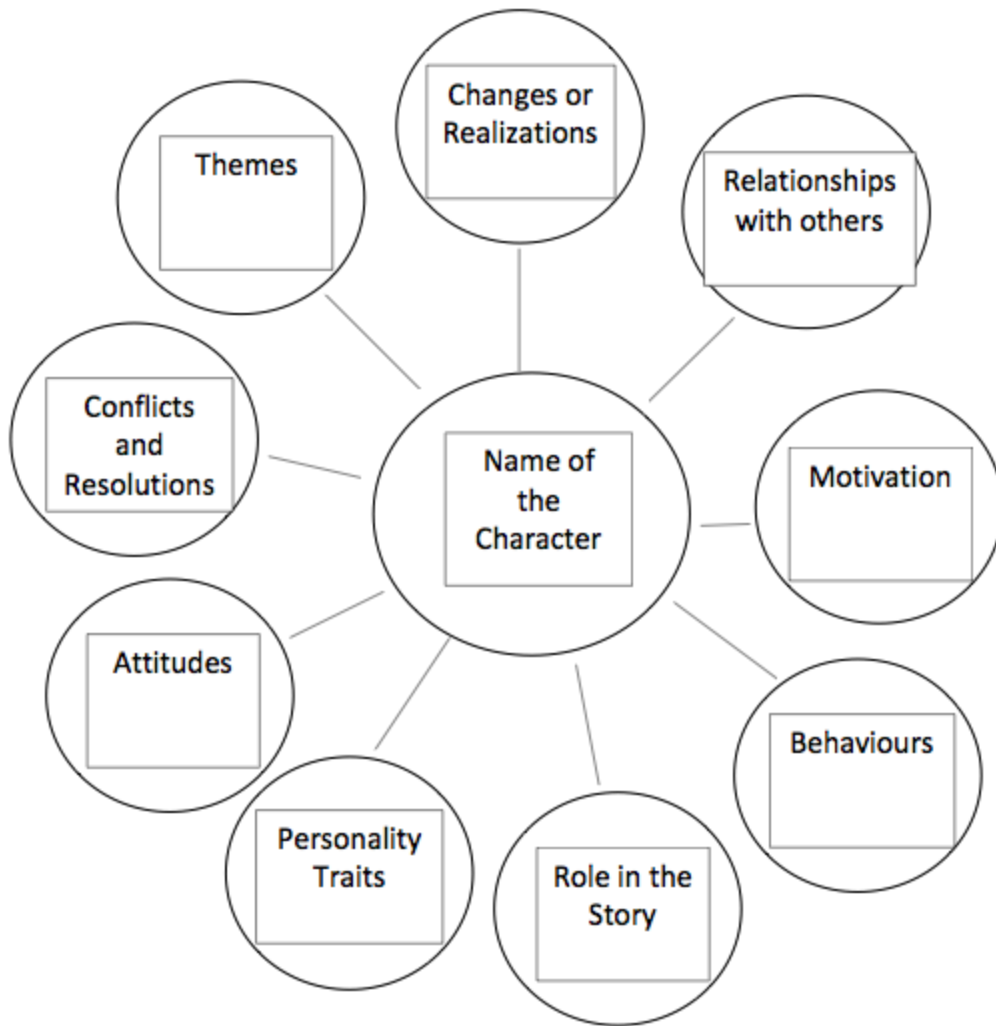 Changes or
Realizations
Themes
Relationships
with others
Conflicts
and
Resolutions
Name of
the
Character
Motivation
Attitudes
Behaviours
Personality
Traits
Role in the
Story